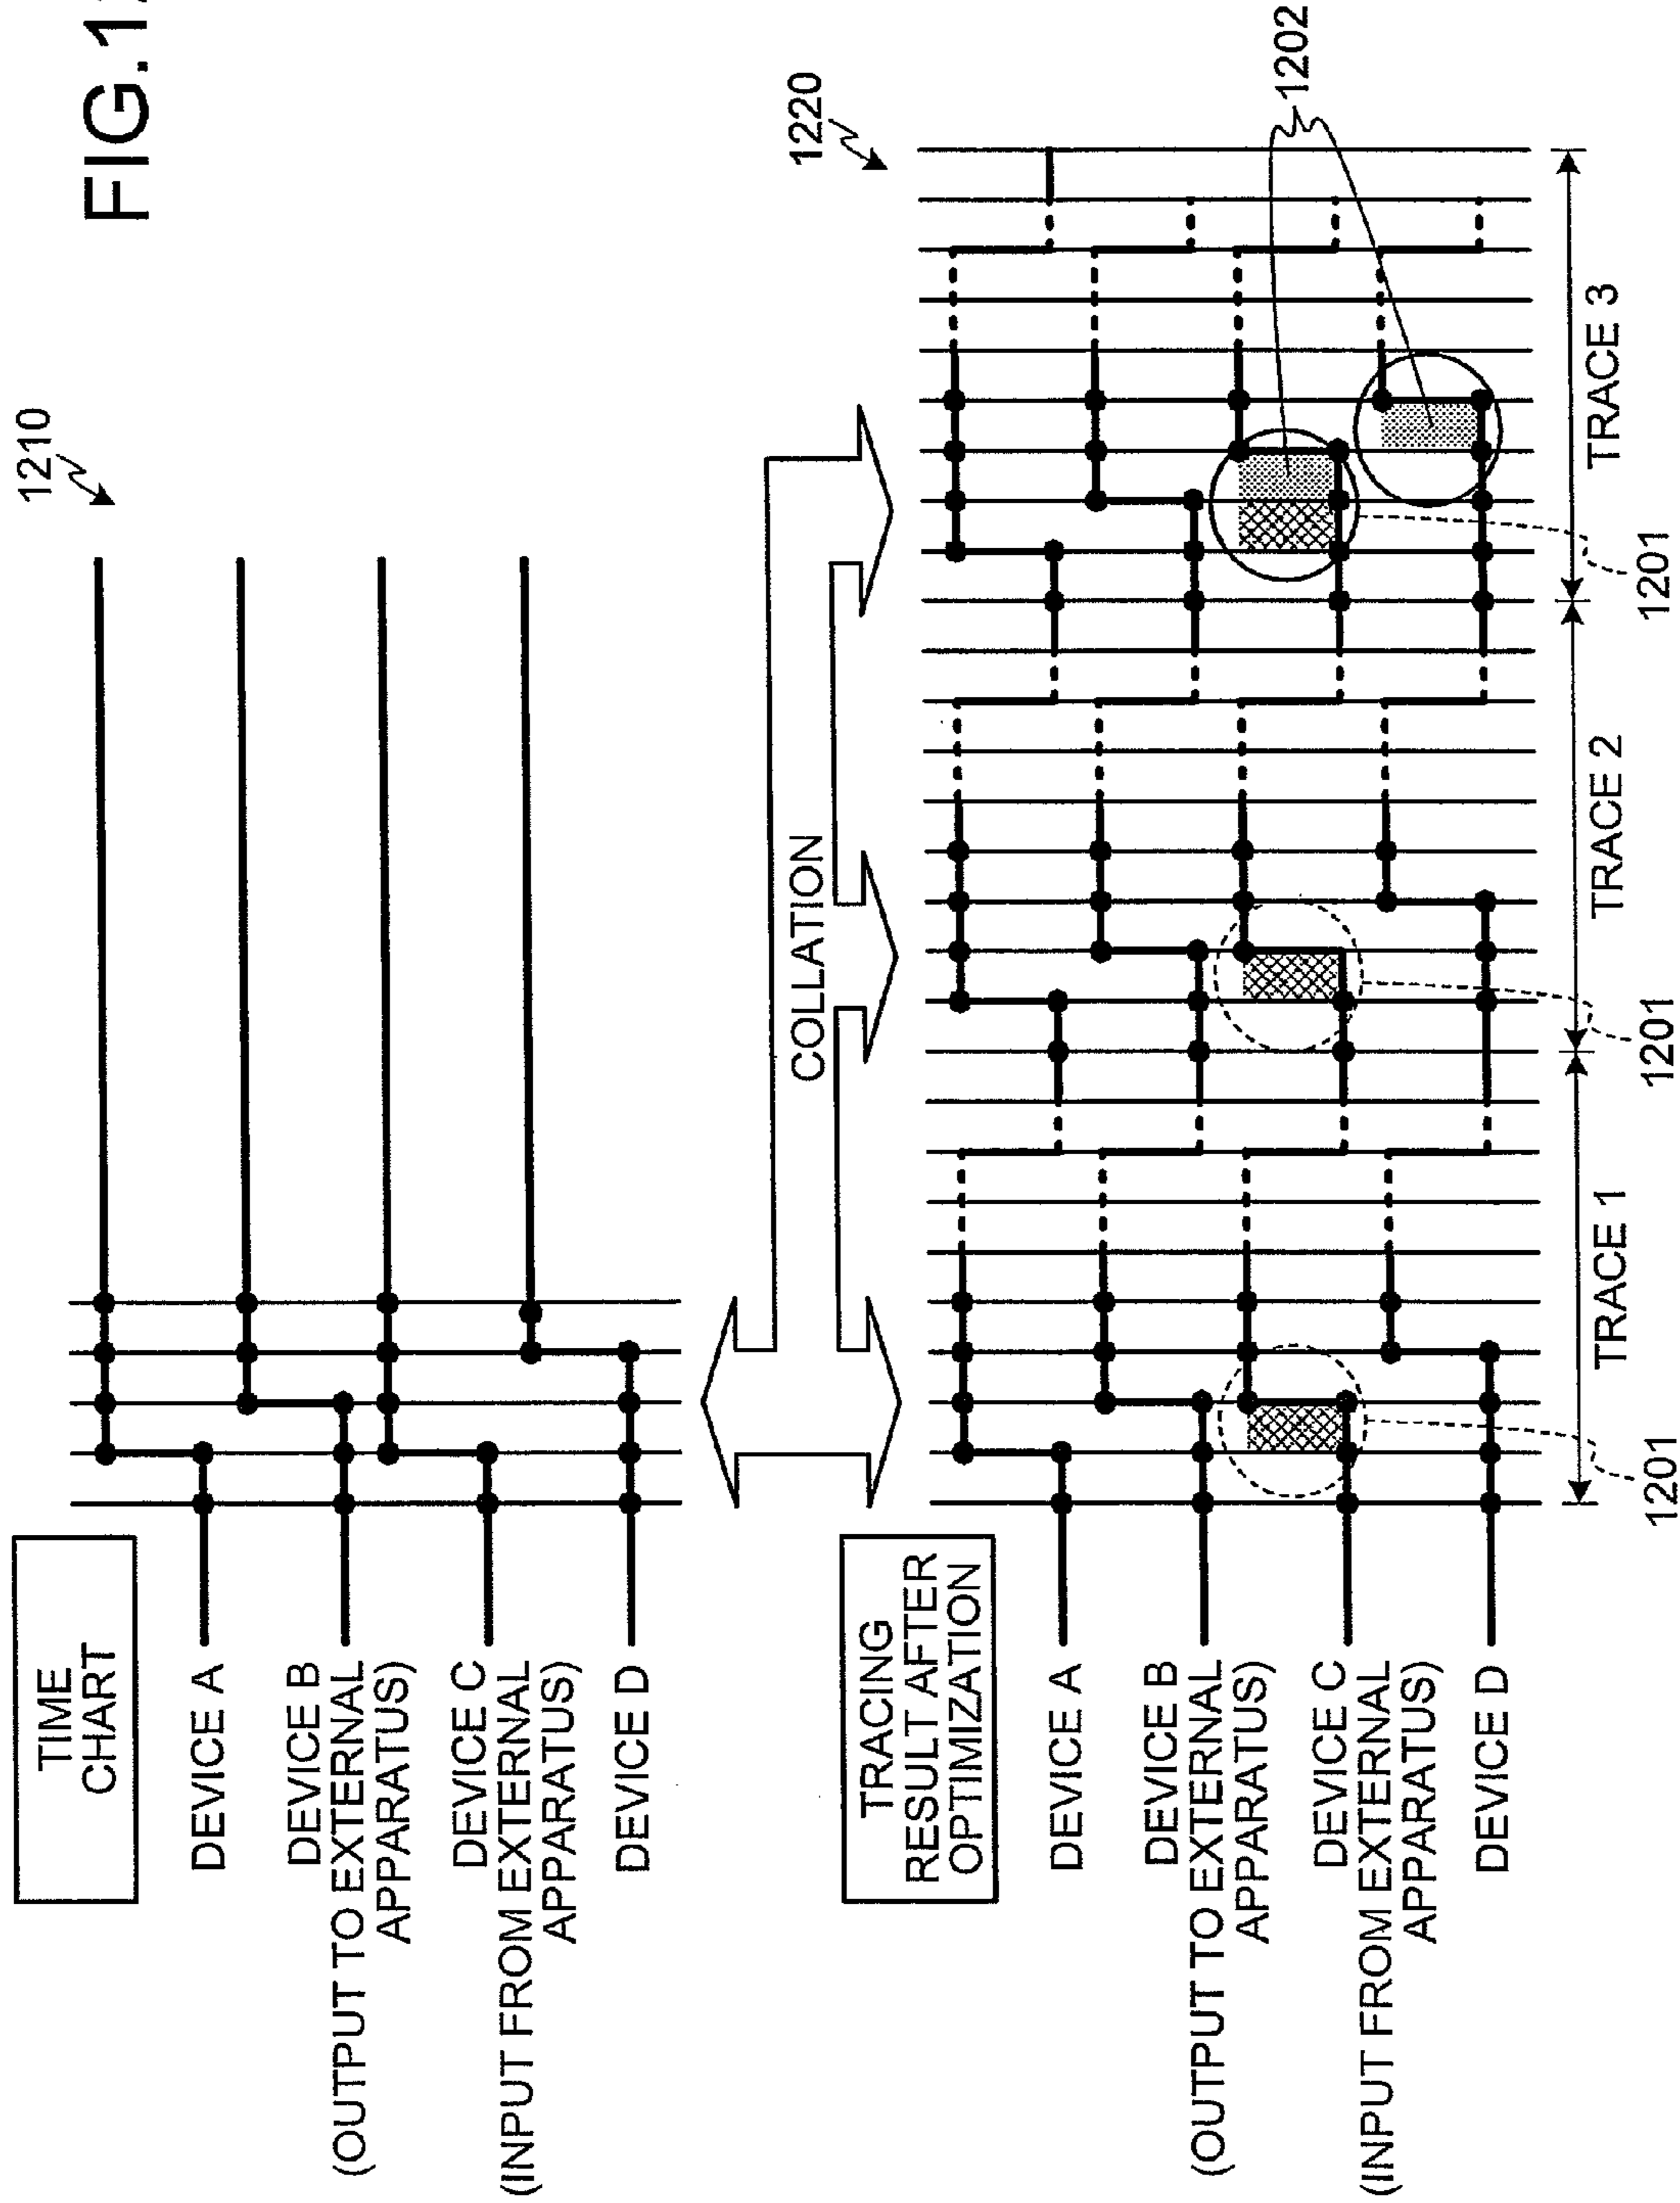 FIG.1
1210
TIME
CHART
DEVICE A
DEVICE B
(OUTPUT TO EXTERNAL
APPARATUS)
DEVICE C
(INPUT FROM EXTERNAL
APPARATUS)
DEVICE D
COLLATION
1220
TRACING
RESULT AFTER
OPTIMIZATION
DEVICE A
DEVICE B
(OUTPUT TO EXTERNAL
APPARATUS)
DEVICE C
(INPUT FROM EXTERNAL
APPARATUS)
DEVICE D
1202
TRACE 1
TRACE 2
TRACE 3
1201
1201
1201